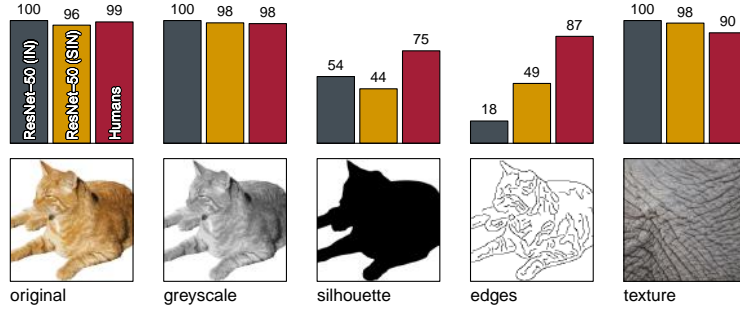 100 96 99
100 98 98
54 44 75
18 49 87
100 98 90
ResNet–50 (IN)
ResNet–50 (SIN)
Humans
original
greyscale
silhouette
edges
texture